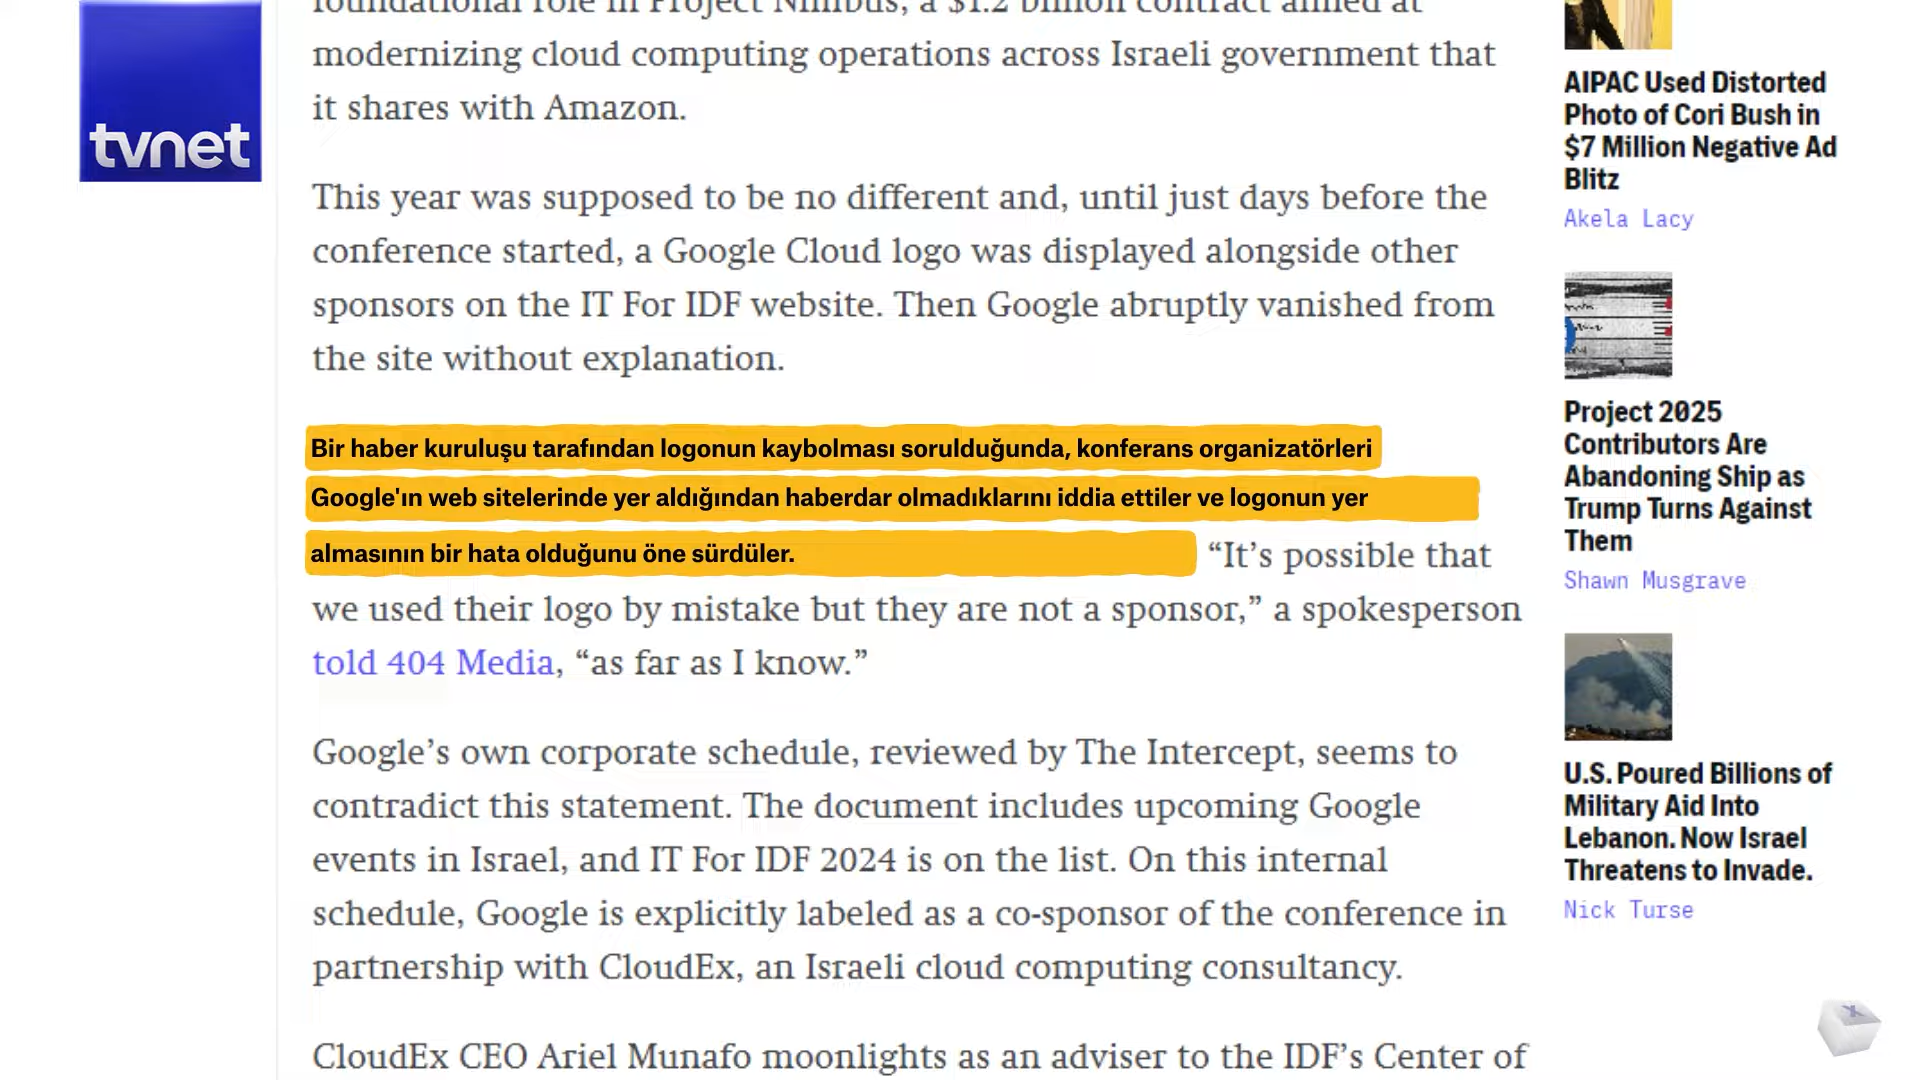 tvnet
foundational role in Project Nimbus, a $1.2 billion contract aimed at
modernizing cloud computing operations across Israeli government that
it shares with Amazon.
This year was supposed to be no different and, until just days before the
conference started, a Google Cloud logo was displayed alongside other
sponsors on the IT For IDF website. Then Google abruptly vanished from
the site without explanation.
Bir haber kuruluşu tarafından logonun kaybolması sorulduğunda, konferans organizatörleri
Google'ın web sitelerinde yer aldığından haberdar olmadıklarını iddia ettiler ve logonun yer
almasının bir hata olduğunu öne sürdüler. “It’s possible that
we used their logo by mistake but they are not a sponsor,” a spokesperson
told 404 Media, “as far as I know.”
Google’s own corporate schedule, reviewed by The Intercept, seems to
contradict this statement. The document includes upcoming Google
events in Israel, and IT For IDF 2024 is on the list. On this internal
schedule, Google is explicitly labeled as a co-sponsor of the conference in
partnership with CloudEx, an Israeli cloud computing consultancy.
CloudEx CEO Ariel Munafo moonlights as an adviser to the IDF’s Center of
AIPAC Used Distorted
Photo of Cori Bush in
$7 Million Negative Ad
Blitz
Akela Lacy
Project 2025
Contributors Are
Abandoning Ship as
Trump Turns Against
Them
Shawn Musgrave
U.S. Poured Billions of
Military Aid Into
Lebanon. Now Israel
Threatens to Invade.
Nick Turse